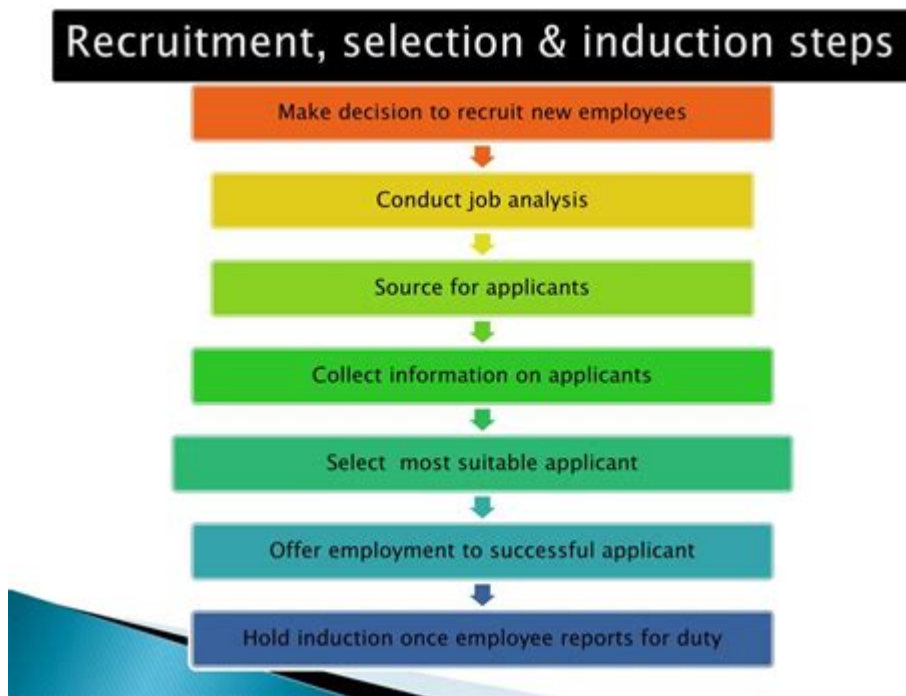 Recruitment, selection & induction steps
Make decision to recruit new employees
Conduct job analysis
Source for applicants
Collect information on applicants
Select most suitable applicant
Offer employment to successful applicant
Hold induction once employee reports for duty